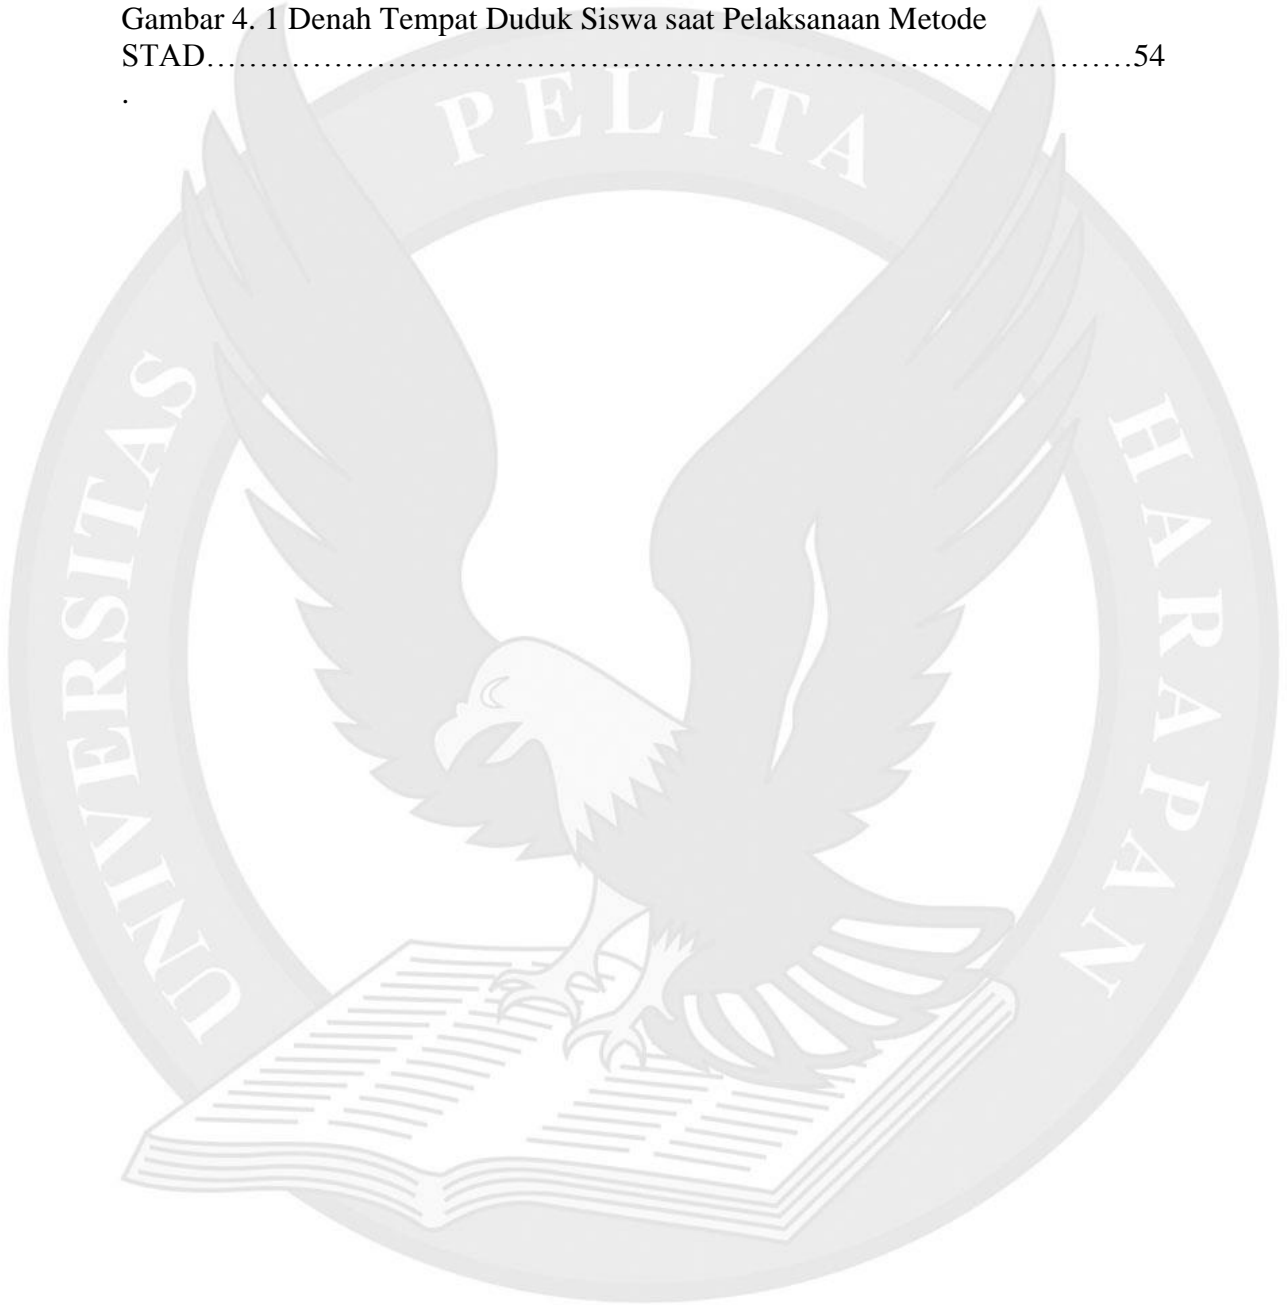 Gambar 4. 1 Denah Tempat Duduk Siswa saat Pelaksanaan Metode
STAD……………………………………………………………………………54
.
UNIVERSITAS PELITA HARAPAN